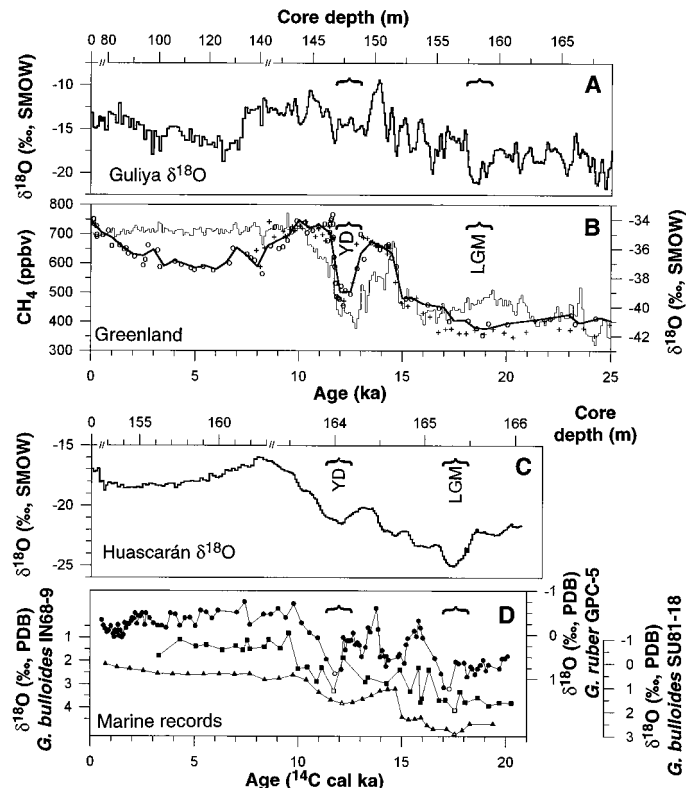 Core depth (m)
0 80 100 120 130 140 145 150 155 160 165
A
δ18O (‰, SMOW)
-10
-15
-20
Guliya δ18O
B
CH4 (ppbv)
800
700
600
500
400
300
YD
LGM
δ18O (‰, SMOW)
-34
-36
-38
-40
-42
Greenland
0 5 10 15 20 25
Age (ka)
0 155 160 164 165 166
Core
depth (m)
C
δ18O (‰, SMOW)
-15
-20
-25
YD
LGM
Huascarán δ18O
D
δ18O (‰, PDB)
G. bulloides IN68-9
1
2
3
4
-1
0
1
δ18O (‰, PDB)
G. ruber GPC-5
-1
0
1
2
3
δ18O (‰, PDB)
G. bulloides SU81-18
Marine records
0 5 10 15 20
Age (14C cal ka)